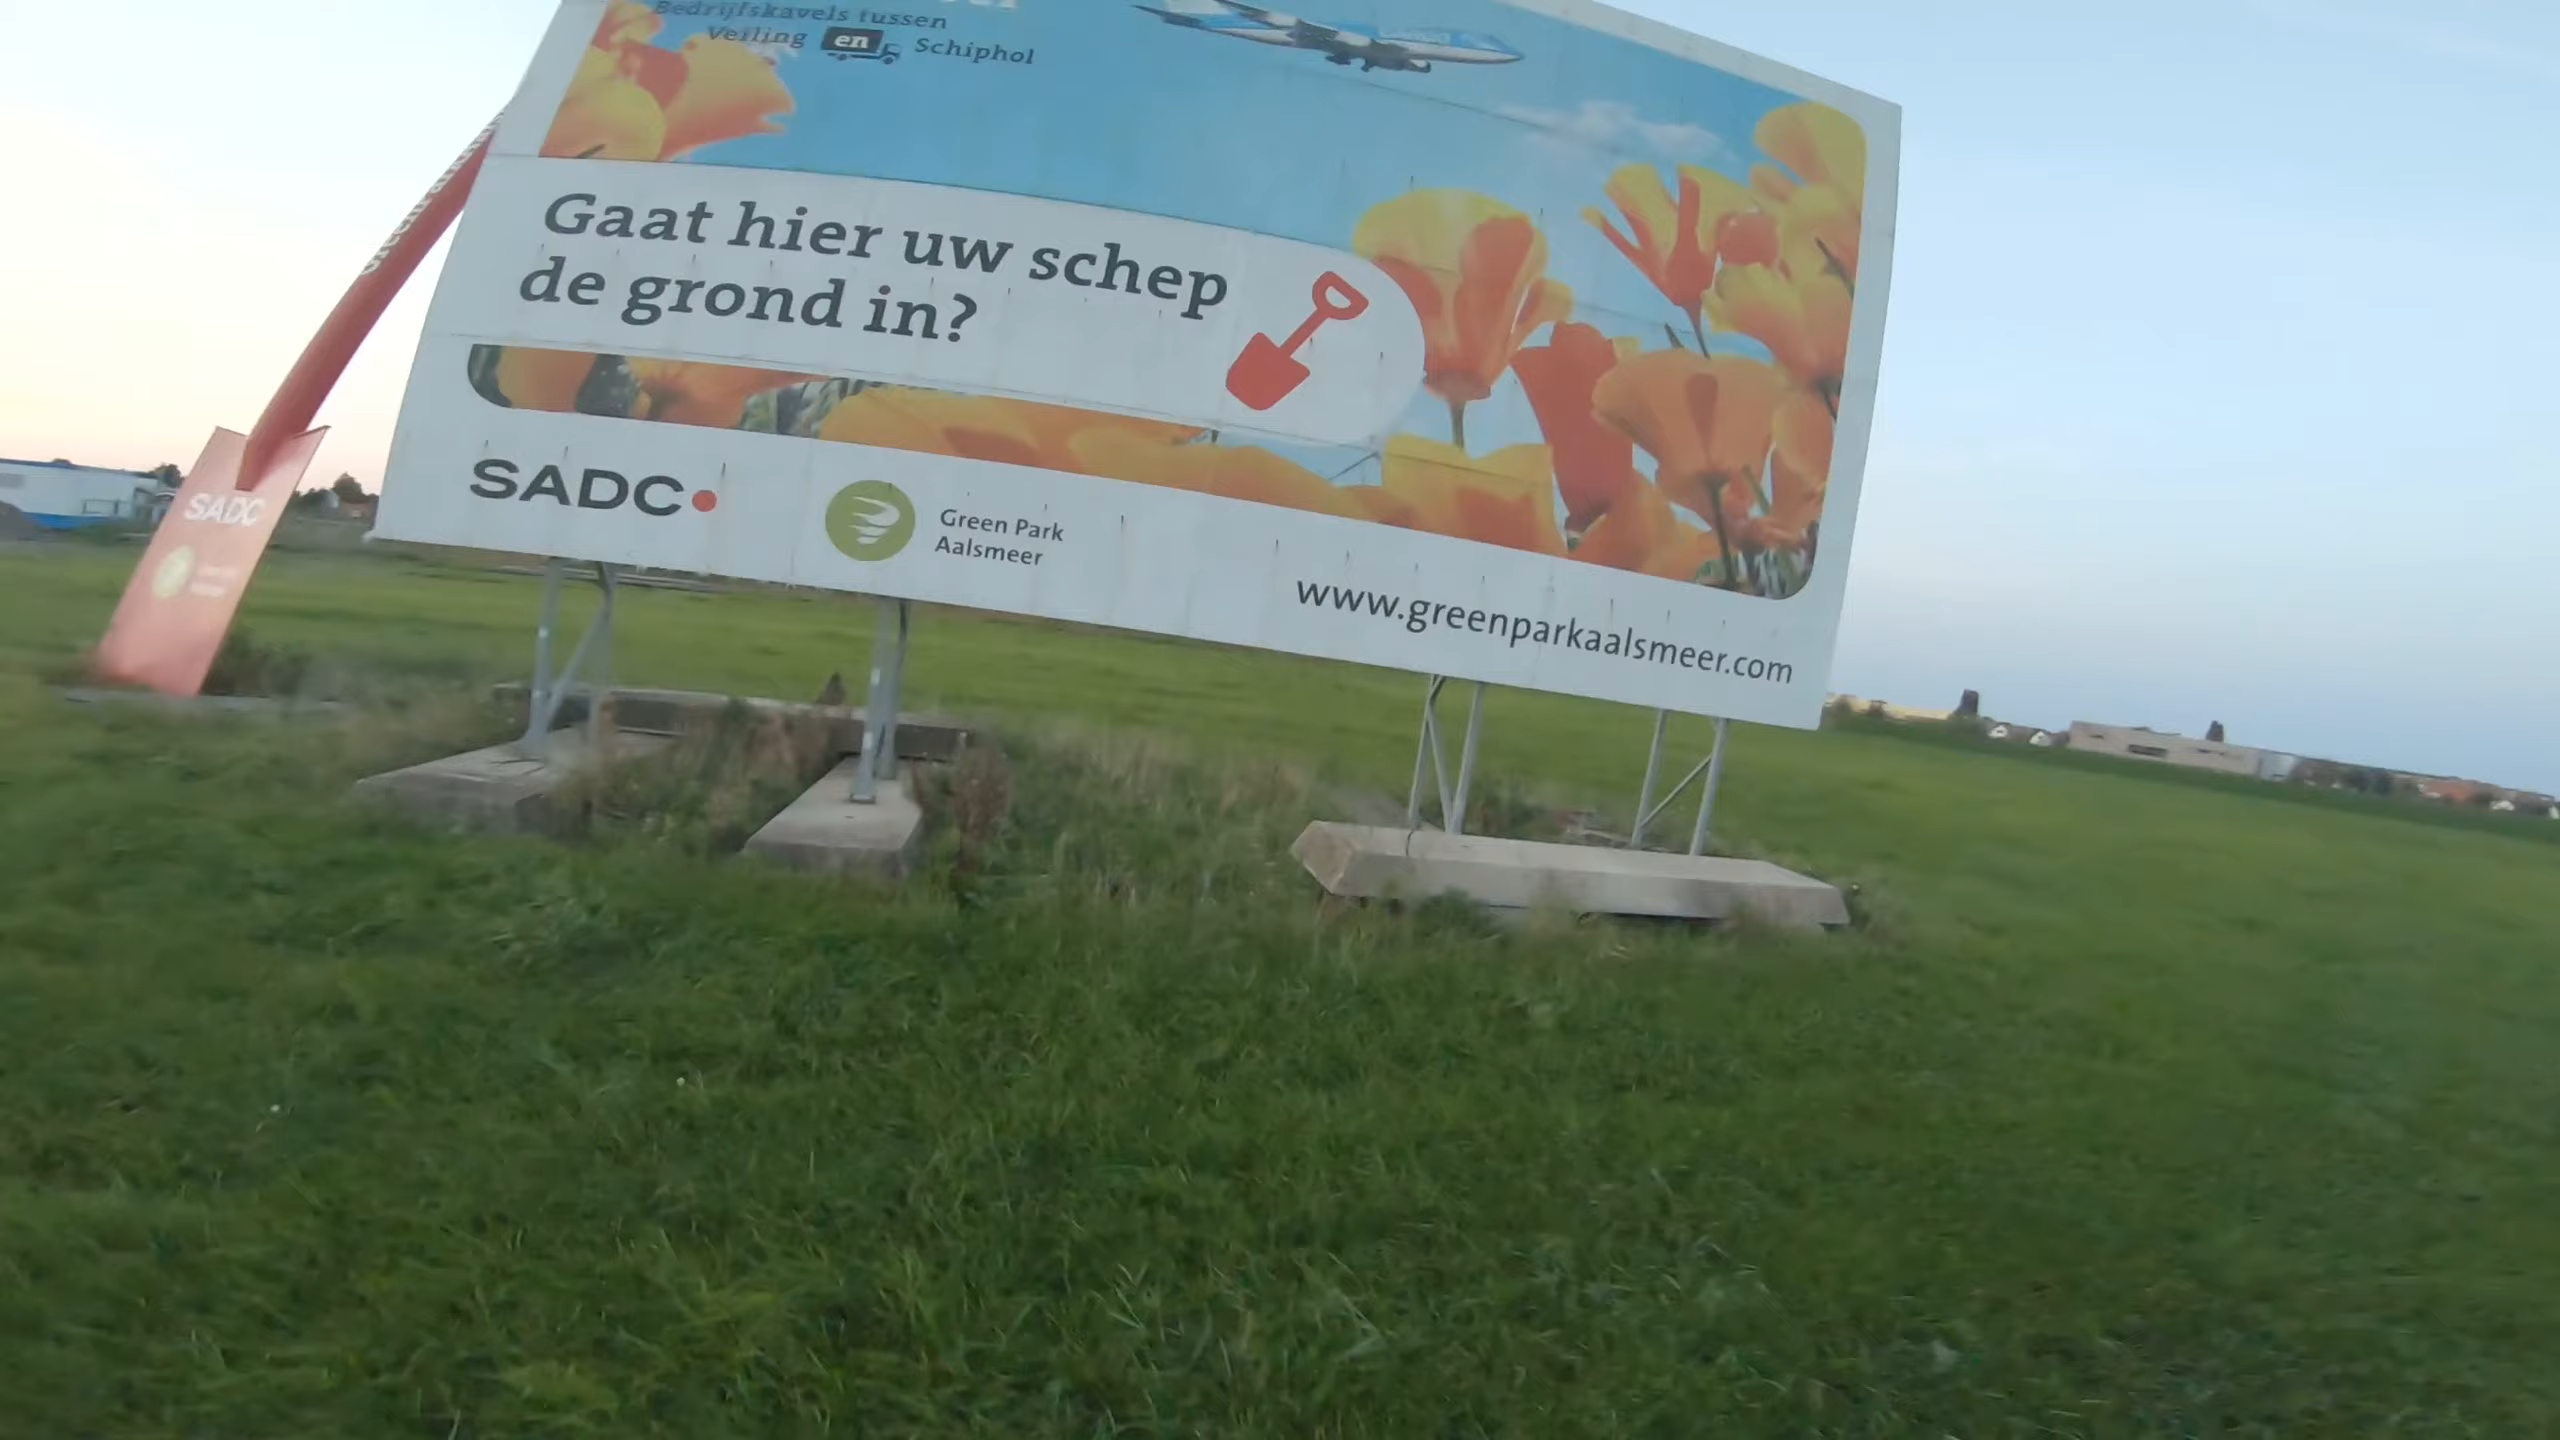 Bedrijfskavels tussen
Veiling en Schiphol
Gaat hier uw schep
de grond in?
SADC
Green Park
Aalsmeer
www.greenparkaalsmeer.com
SADC